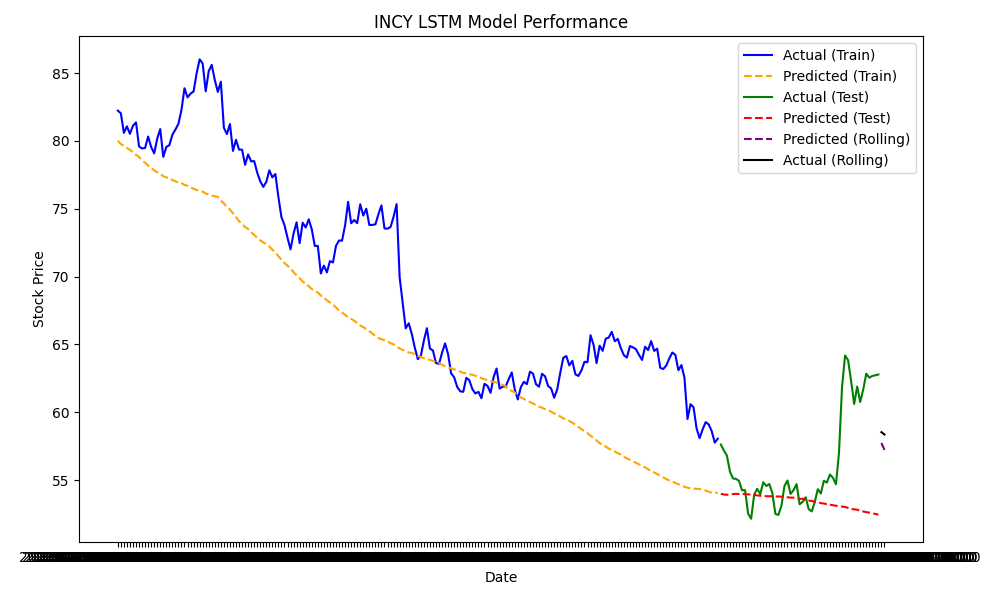 INCY LSTM Model Performance
Actual (Train)
Predicted (Train)
Actual (Test)
Predicted (Test)
Predicted (Rolling)
Actual (Rolling)
Stock Price
85
80
75
70
65
60
55
Date